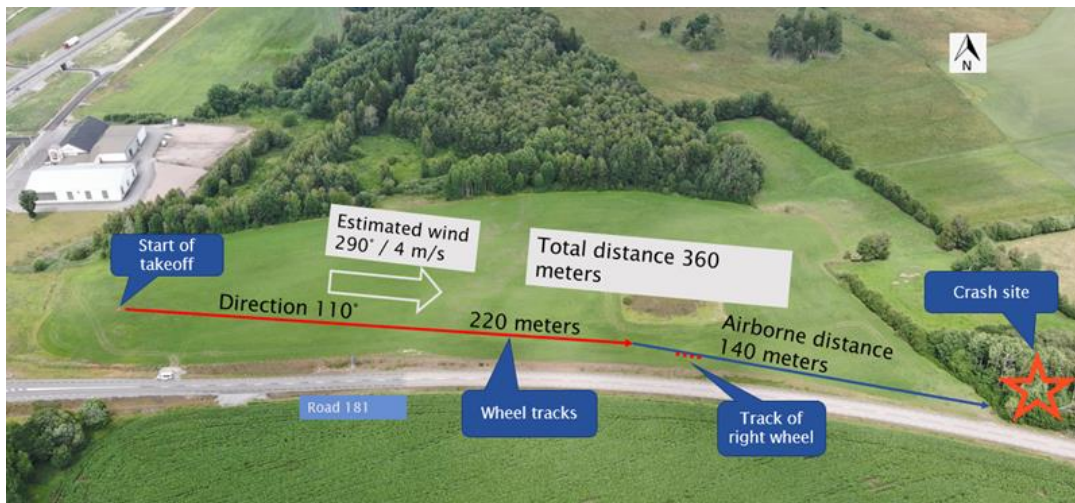 N
Estimated wind
290° / 4 m/s
Total distance 360
meters
Start of
takeoff
Crash site
Direction 110°
220 meters
Airborne distance
140 meters
Road 181
Wheel tracks
Track of
right wheel